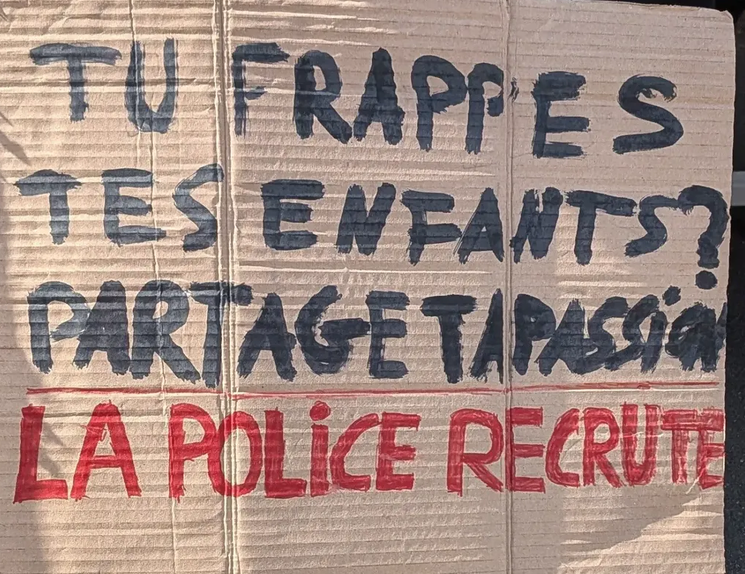 TU FRAPPES
TES ENFANTS?
PARTAGE TA PASSION
LA POLICE RECRUTE